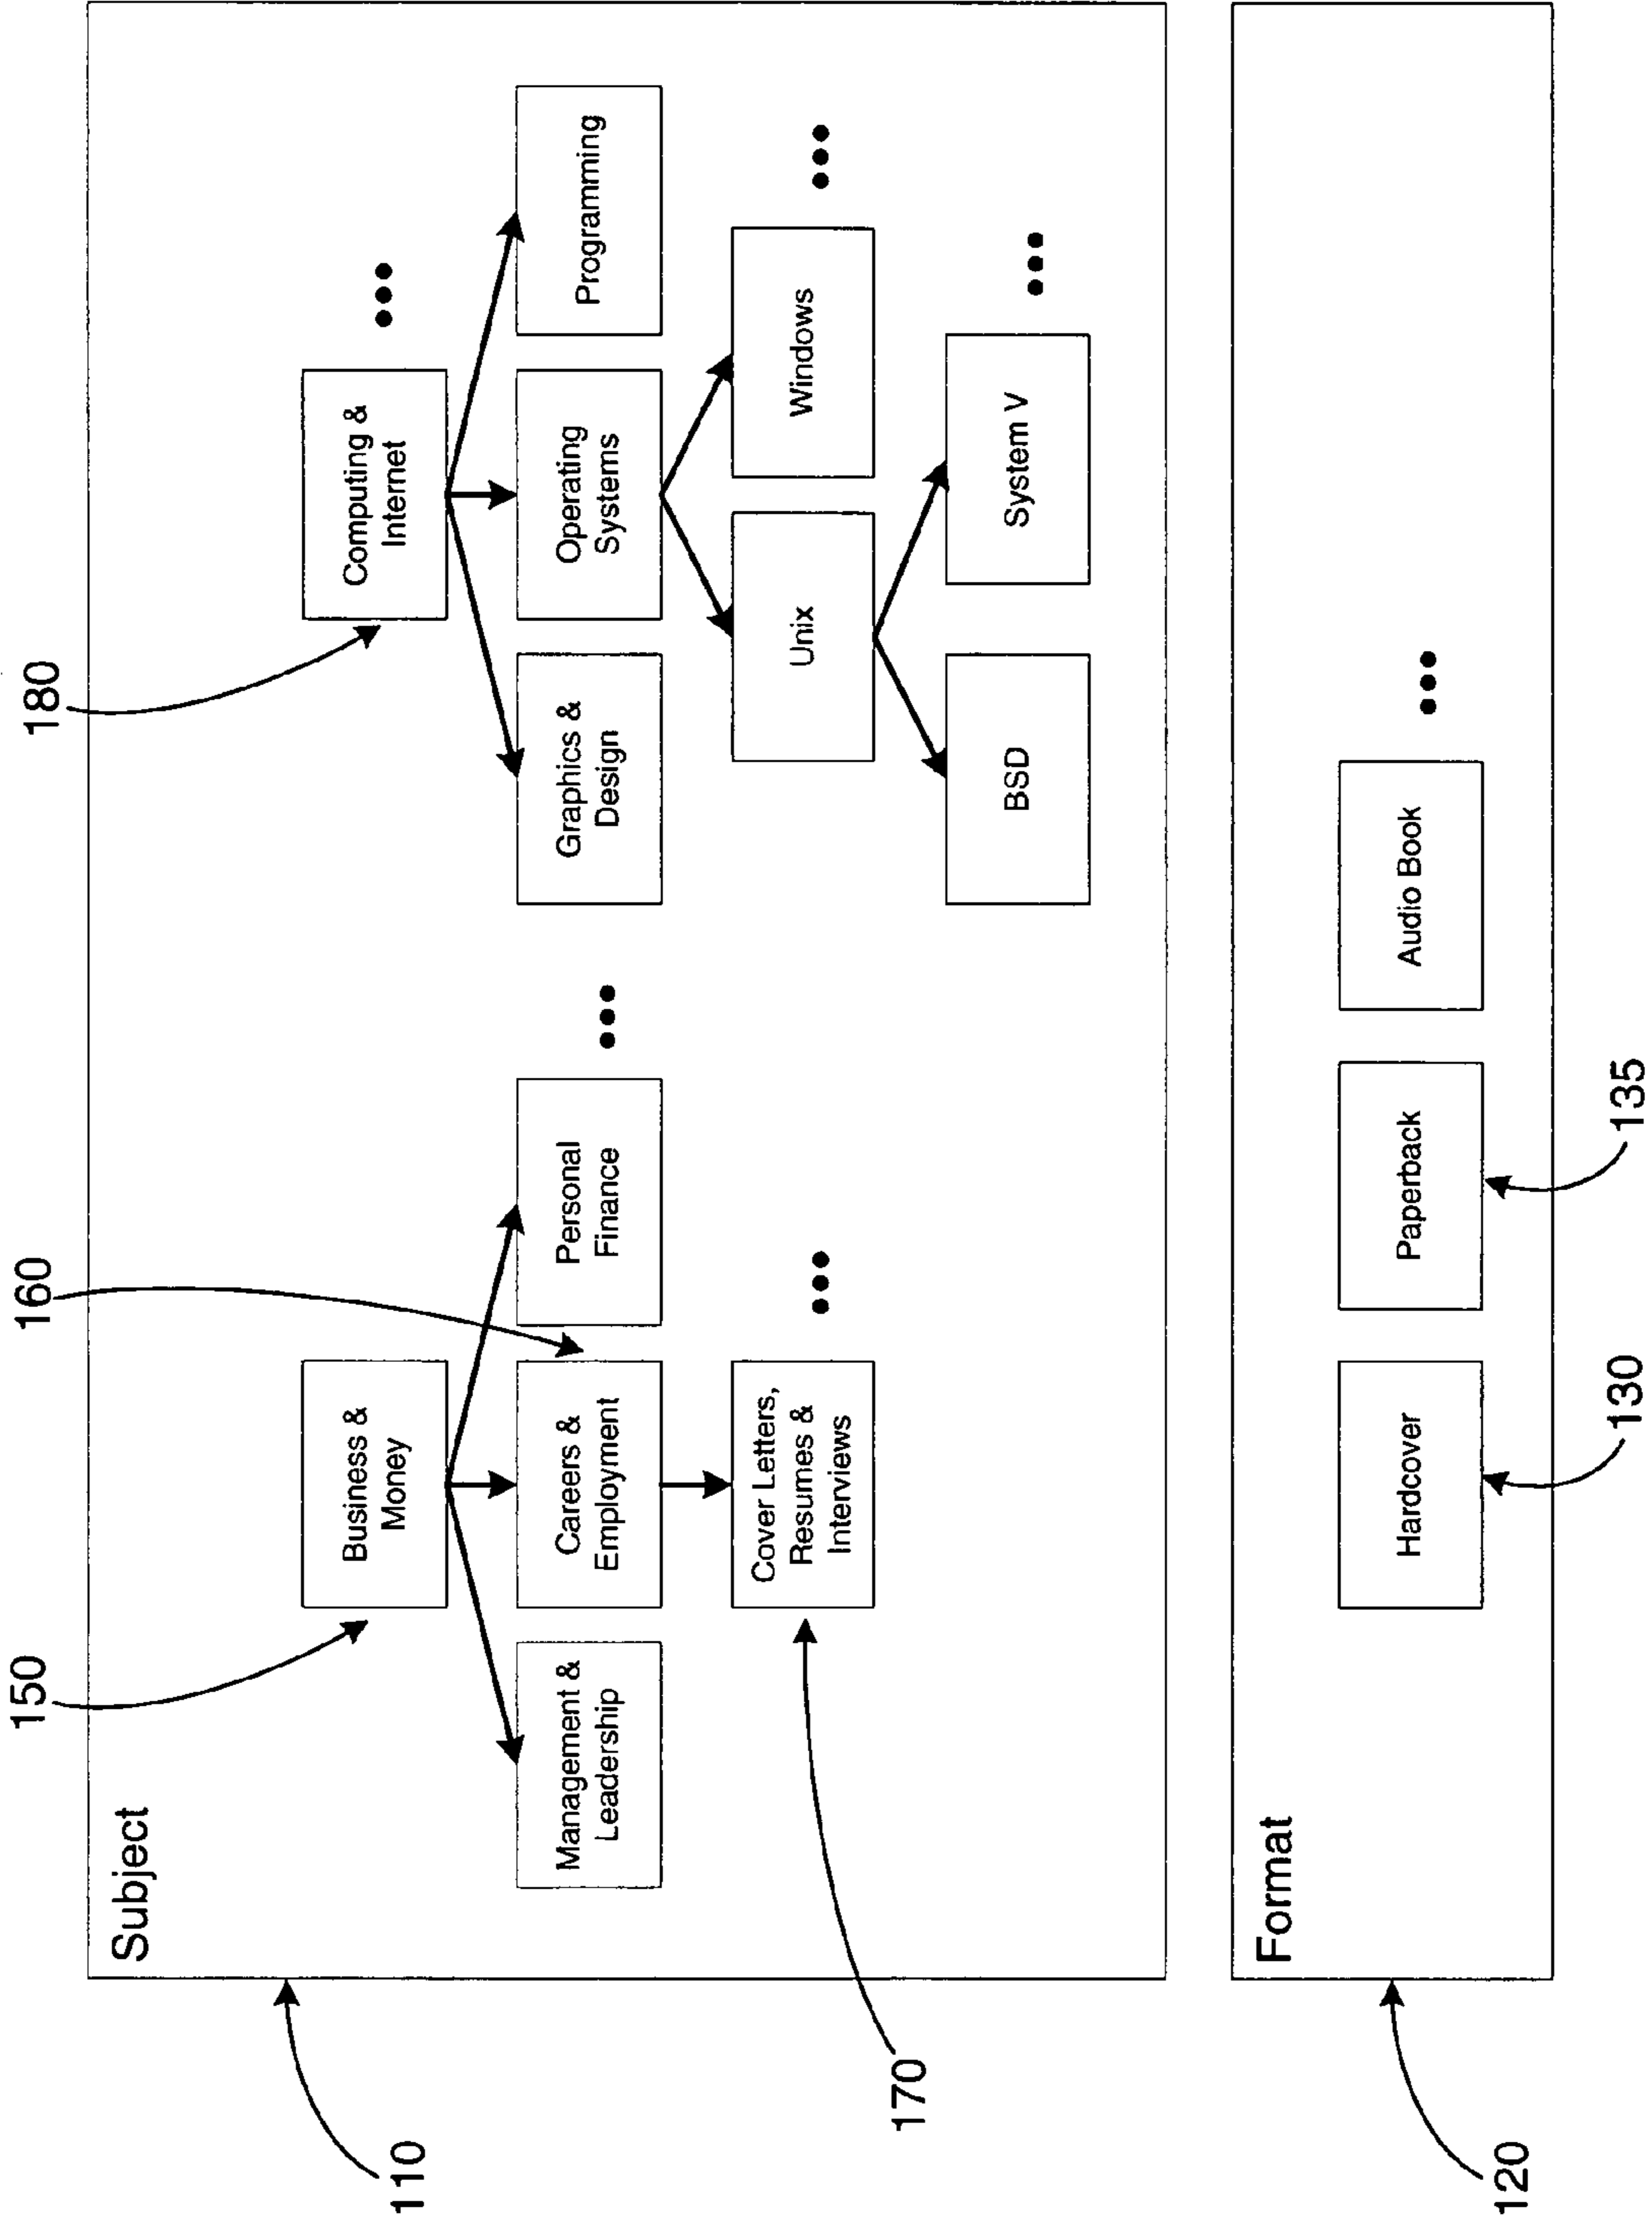 150
160
180
110
Subject
Business &
Money
Computing &
Internet
Management &
Leadership
Careers &
Employment
Personal
Finance
Graphics &
Design
Operating
Systems
Programming
Cover Letters,
Resumes &
Interviews
Unix
Windows
BSD
System V
170
120
Format
Hardcover
Paperback
Audio Book
130
135